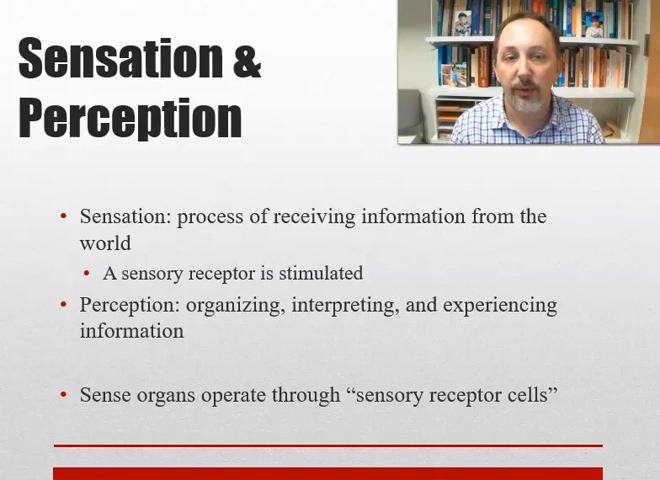 Sensation &
Perception
• Sensation: process of receiving information from the
world
• A sensory receptor is stimulated
• Perception: organizing, interpreting, and experiencing
information
• Sense organs operate through “sensory receptor cells”